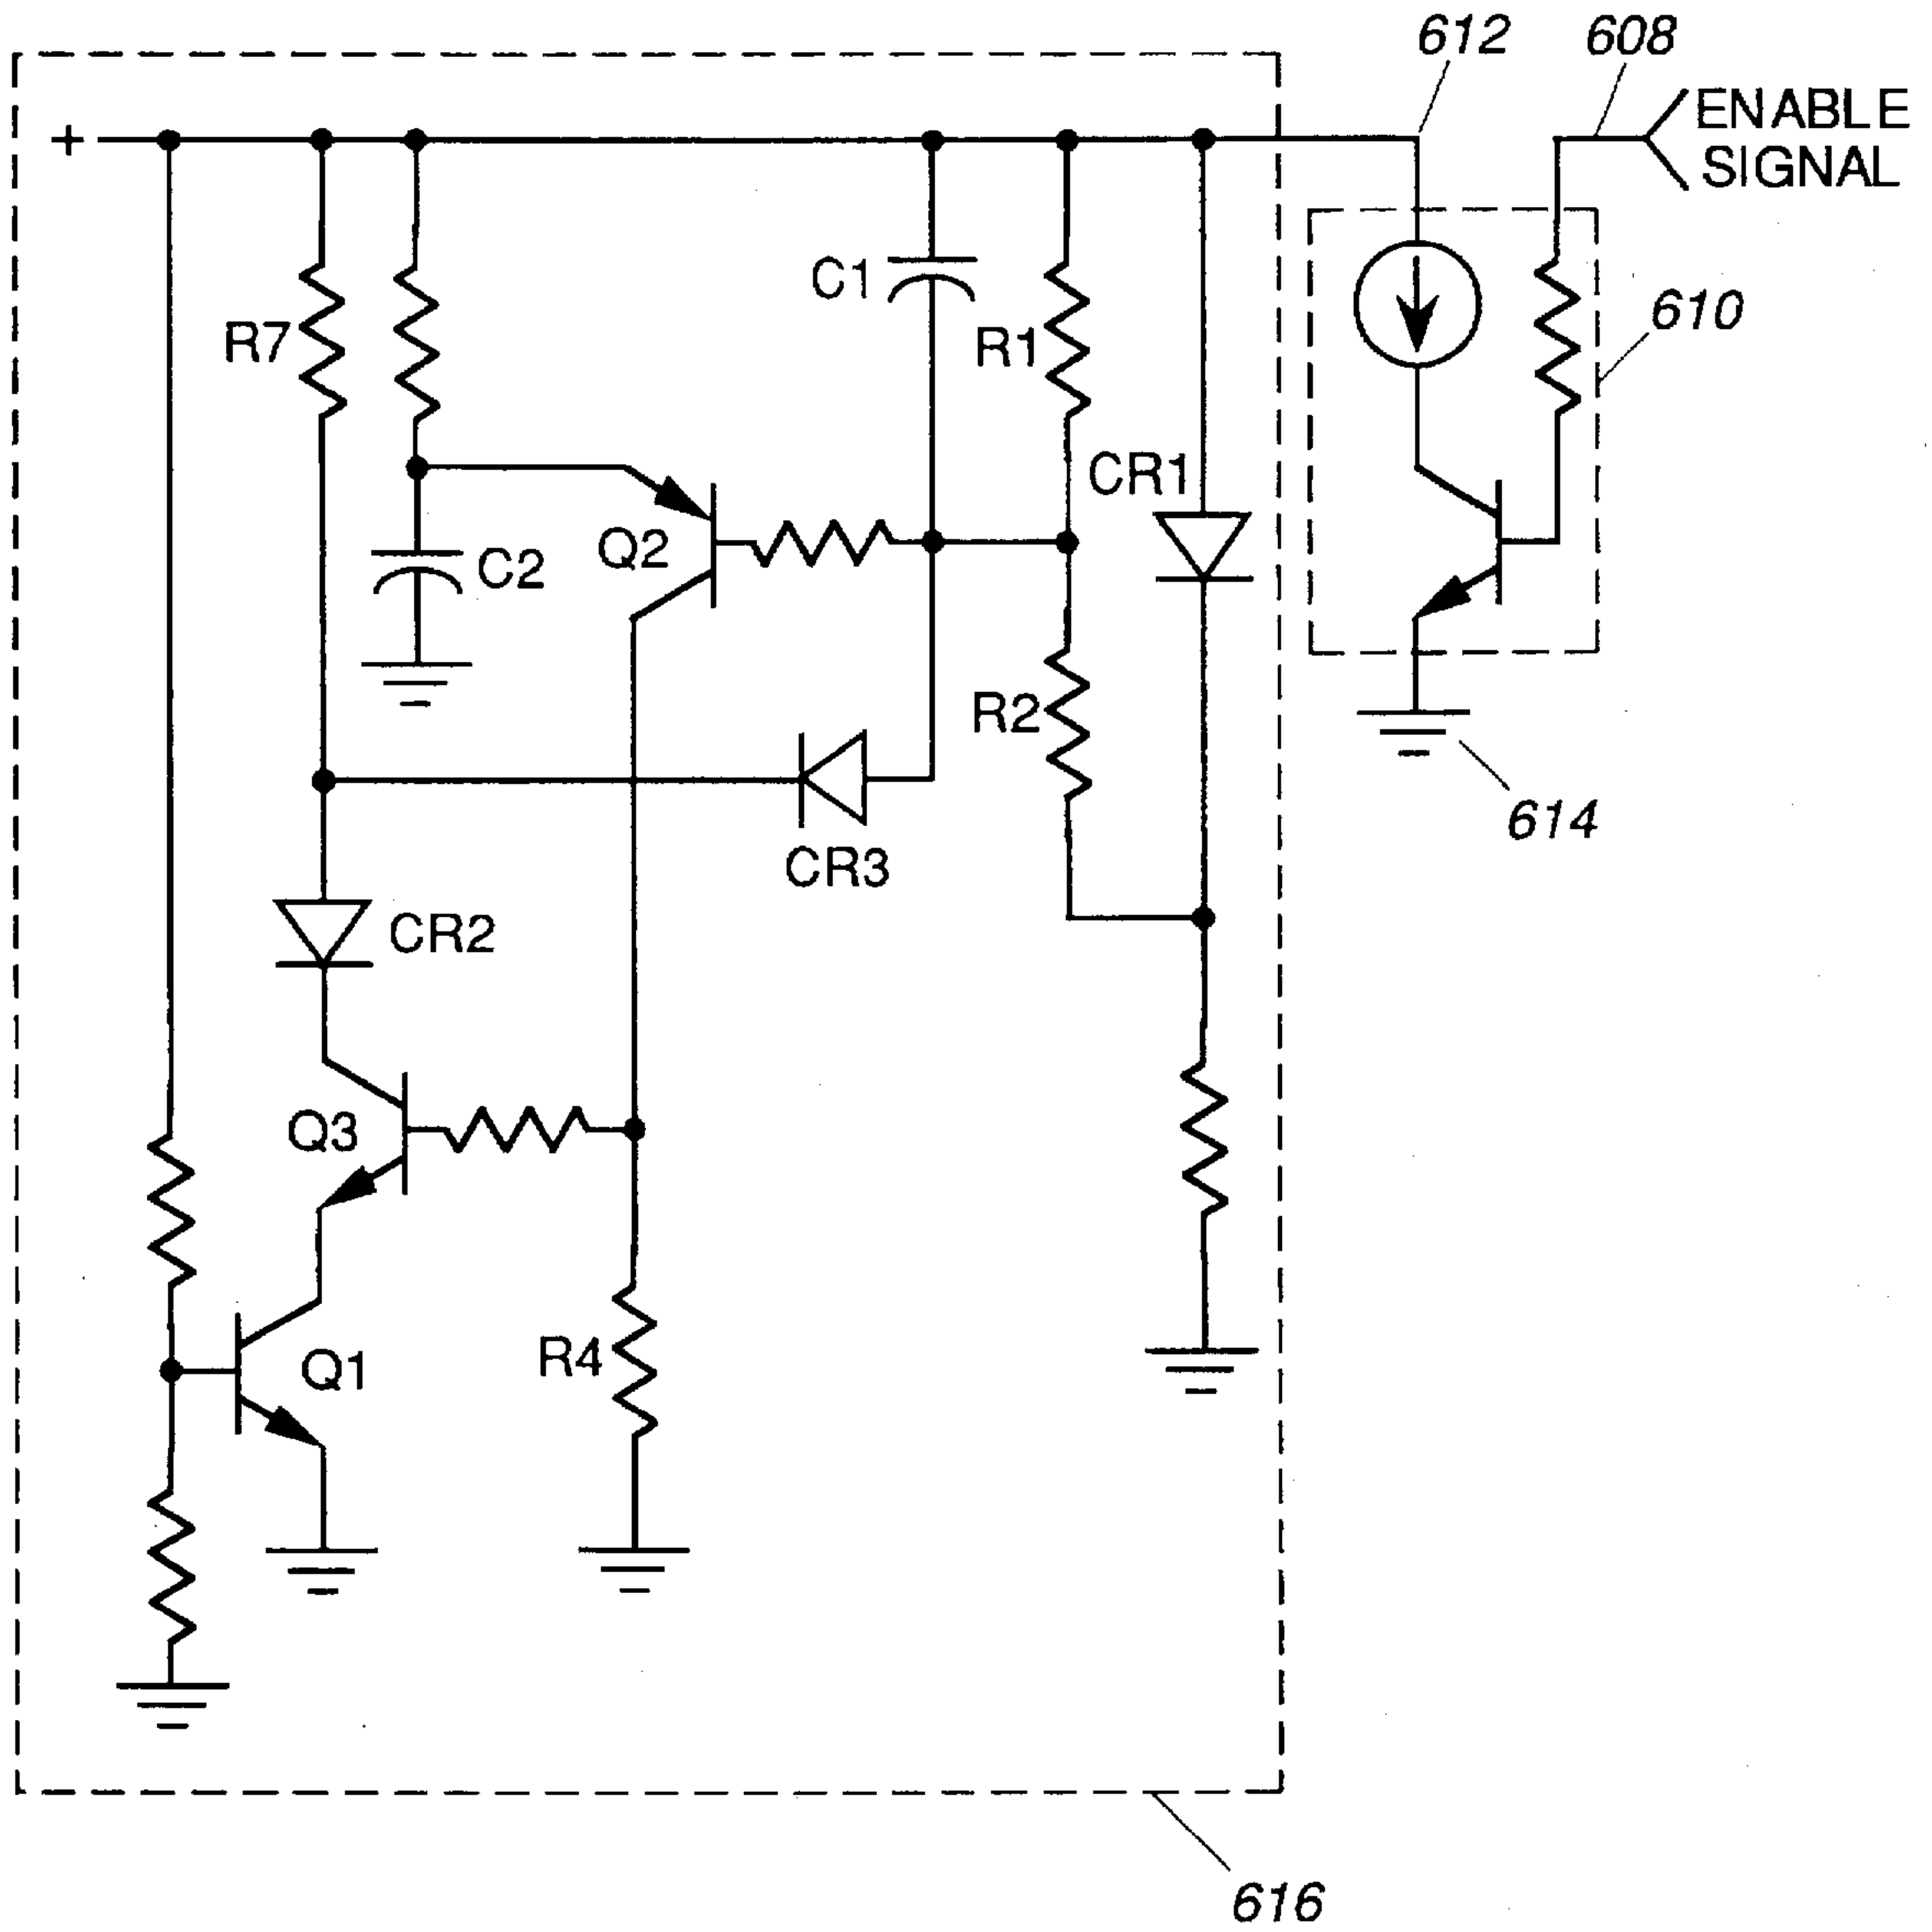 612
608
ENABLE
SIGNAL
+
C1
R7
R1
610
CR1
Q2
C2
R2
614
CR3
CR2
Q3
R4
Q1
616